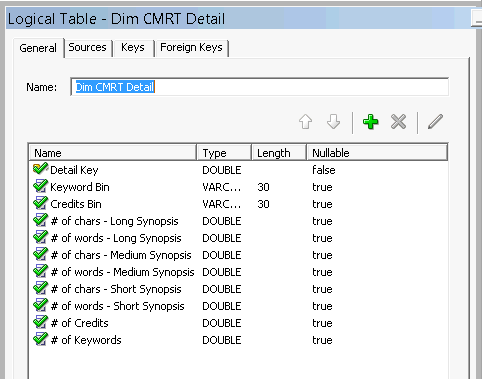 Logical Table - Dim CMRT Detail
General Sources Keys Foreign Keys
Name: Dim CMRT Detail
Name Type Length Nullable
Detail Key DOUBLE false
Keyword Bin VARC... 30 true
Credits Bin VARC... 30 true
# of chars - Long Synopsis DOUBLE true
# of words - Long Synopsis DOUBLE true
# of chars - Medium Synopsis DOUBLE true
# of words - Medium Synopsis DOUBLE true
# of chars - Short Synopsis DOUBLE true
# of words - Short Synopsis DOUBLE true
# of Credits DOUBLE true
# of Keywords DOUBLE true